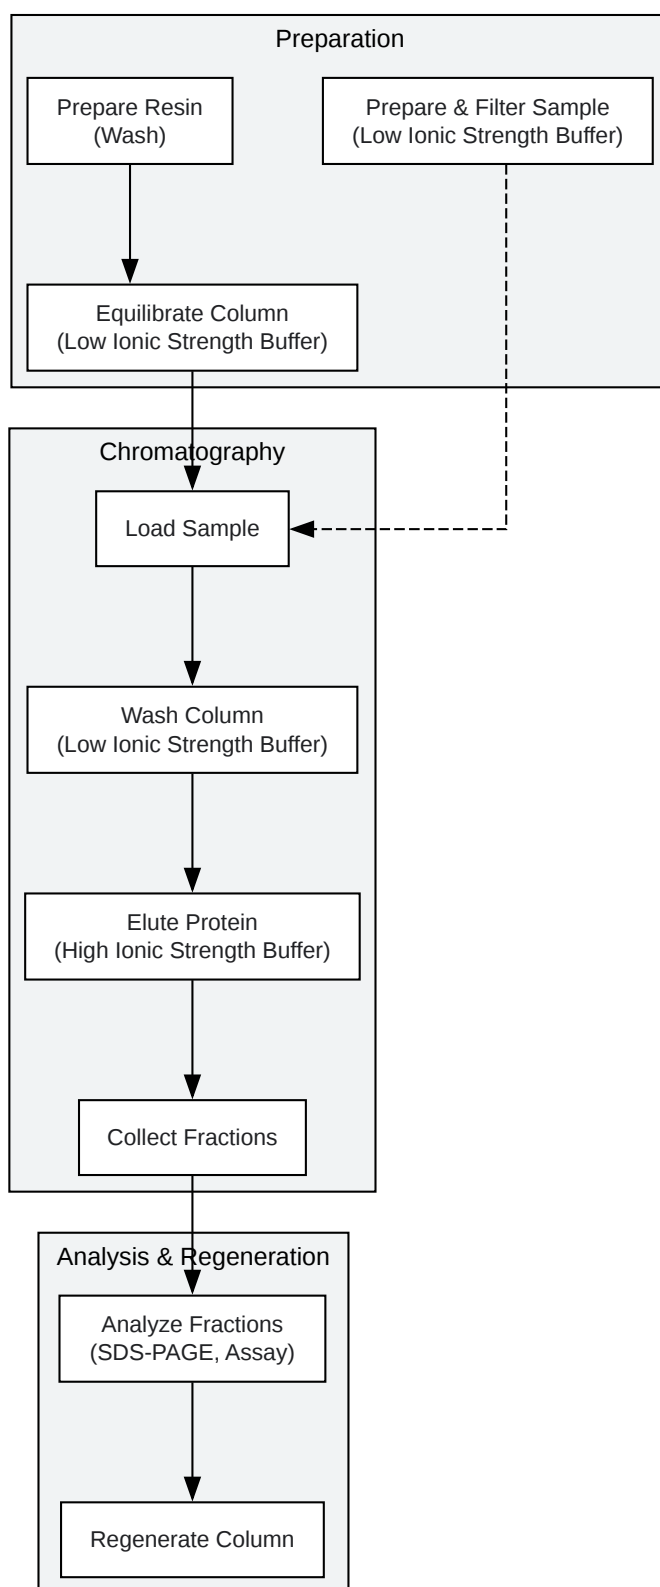 Preparation
Prepare Resin
(Wash)
Prepare & Filter Sample
(Low Ionic Strength Buffer)
Equilibrate Column
(Low Ionic Strength Buffer)
Chromatography
Load Sample
Wash Column
(Low Ionic Strength Buffer)
Elute Protein
(High Ionic Strength Buffer)
Collect Fractions
Analysis & Regeneration
Analyze Fractions
(SDS-PAGE, Assay)
Regenerate Column